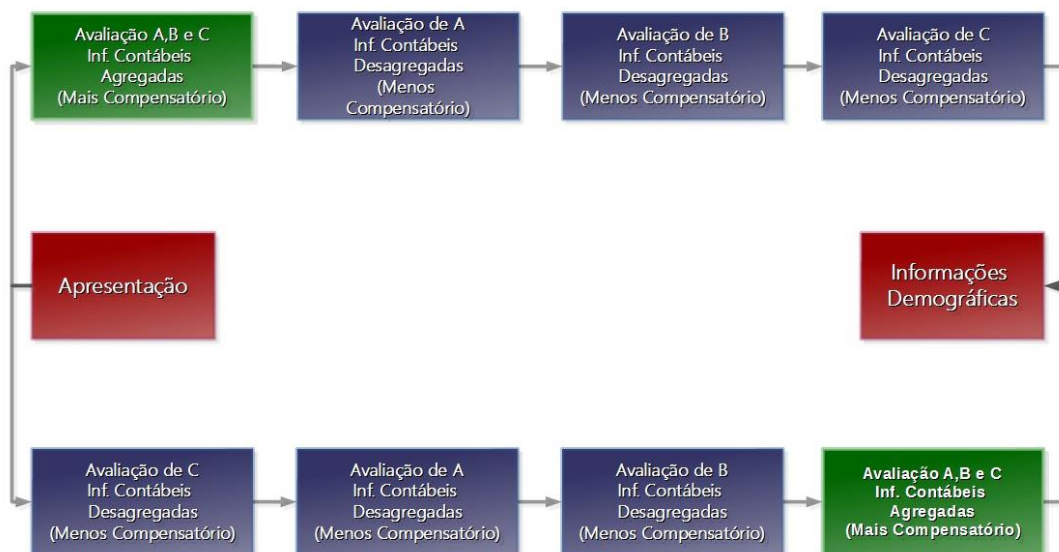 Avaliação A,B e C
Inf. Contábeis
Agregadas
(Mais Compensatório)
Avaliação de A
Inf. Contábeis
Desagregadas
(Menos
Compensatório)
Avaliação de B
Inf. Contábeis
Desagregadas
(Menos Compensatório)
Avaliação de C
Inf. Contábeis
Desagregadas
(Menos Compensatório)
Apresentação
Informações
Demográficas
Avaliação de C
Inf. Contábeis
Desagregadas
(Menos Compensatório)
Avaliação de A
Inf. Contábeis
Desagregadas
(Menos Compensatório)
Avaliação de B
Inf. Contábeis
Desagregadas
(Menos Compensatório)
Avaliação A,B e C
Inf. Contábeis
Agregadas
(Mais Compensatório)